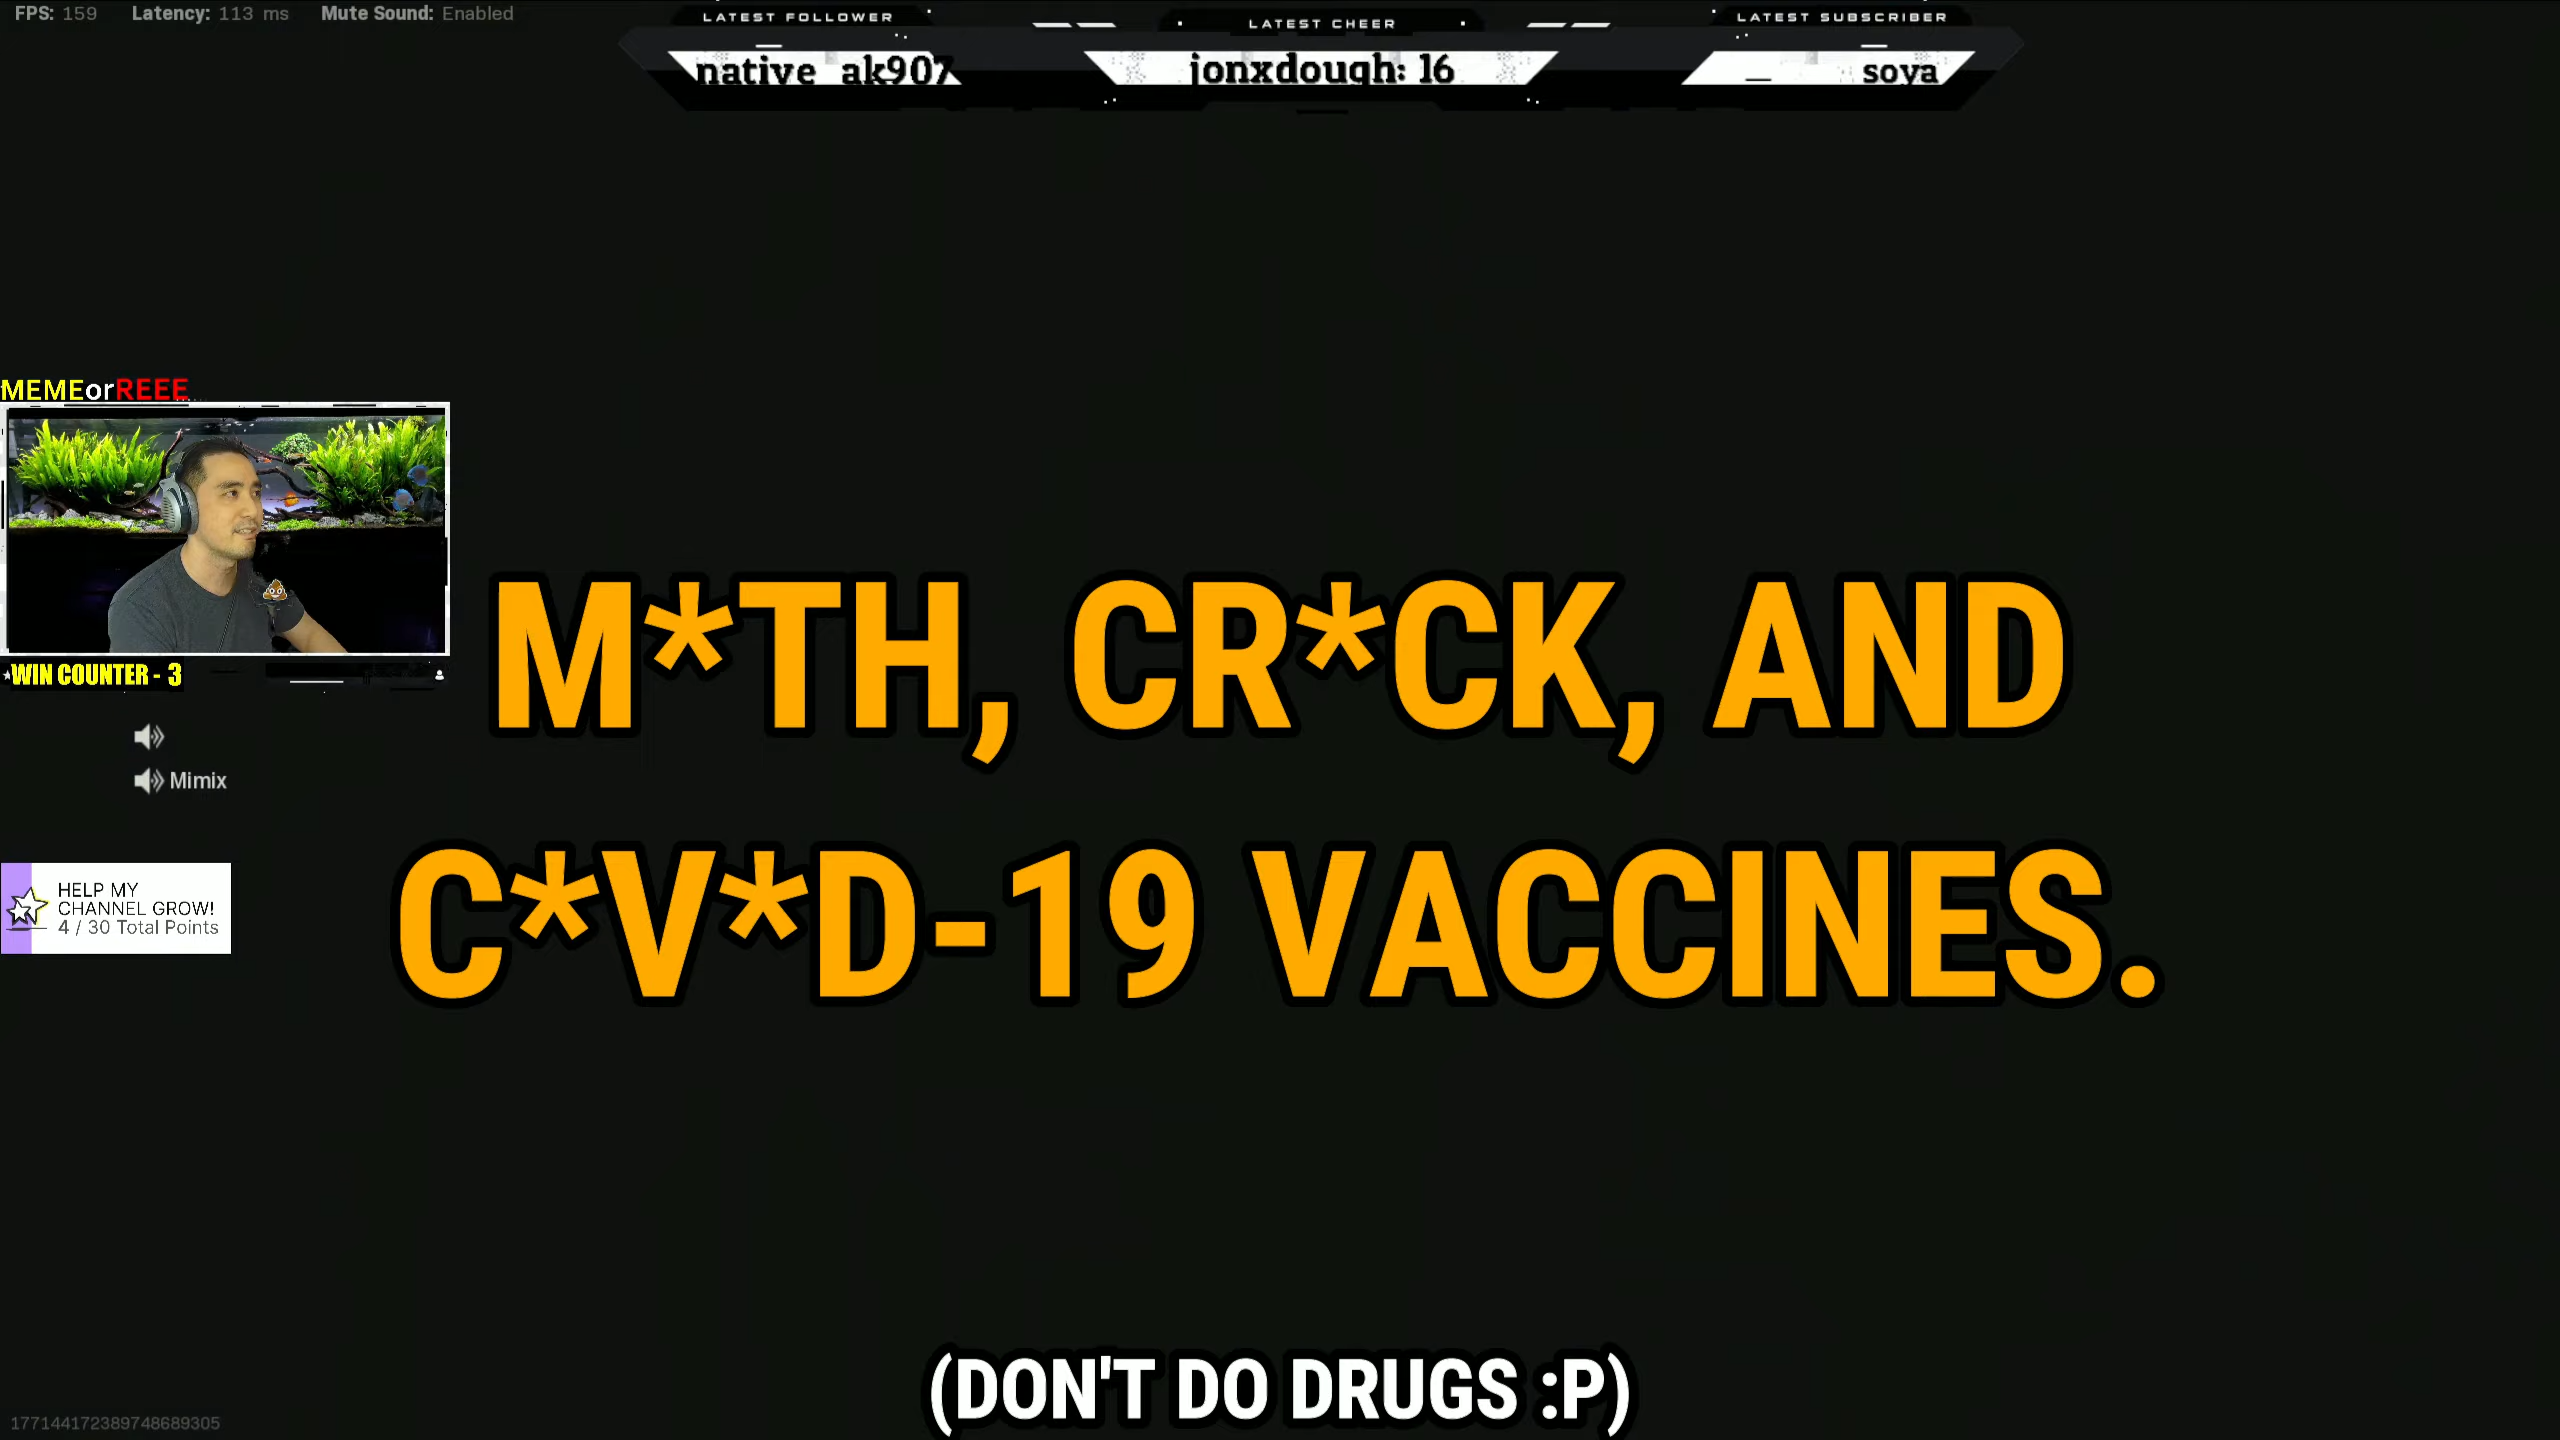 FPS: 159 Latency: 113 ms Mute Sound: Enabled
LATEST FOLLOWER
native_ak907
LATEST CHEER
jonxdough: 16
LATEST SUBSCRIBER
soya
MEMEorREEE
WIN COUNTER - 3
Mimix
HELP MY
CHANNEL GROW!
4 / 30 Total Points
M*TH, CR*CK, AND
C*V*D-19 VACCINES.
(DON'T DO DRUGS :P)
17714417238974868930​5